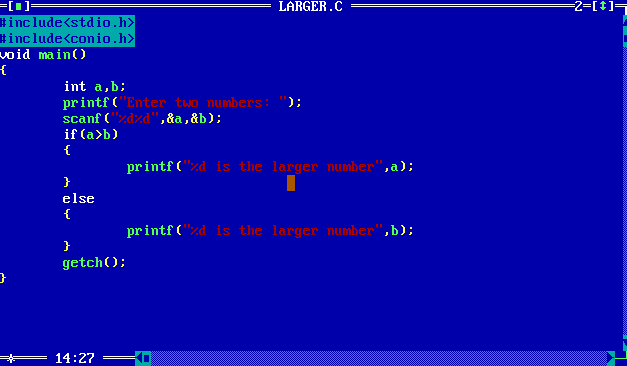 [■] LARGER.C 2=[↕]
#include<stdio.h>
#include<conio.h>
void main()
{
int a,b;
printf("Enter two numbers: ");
scanf("%d%d",&a,&b);
if(a>b)
{
printf("%d is the larger number",a);
}
else
{
printf("%d is the larger number",b);
}
getch();
}
14:27